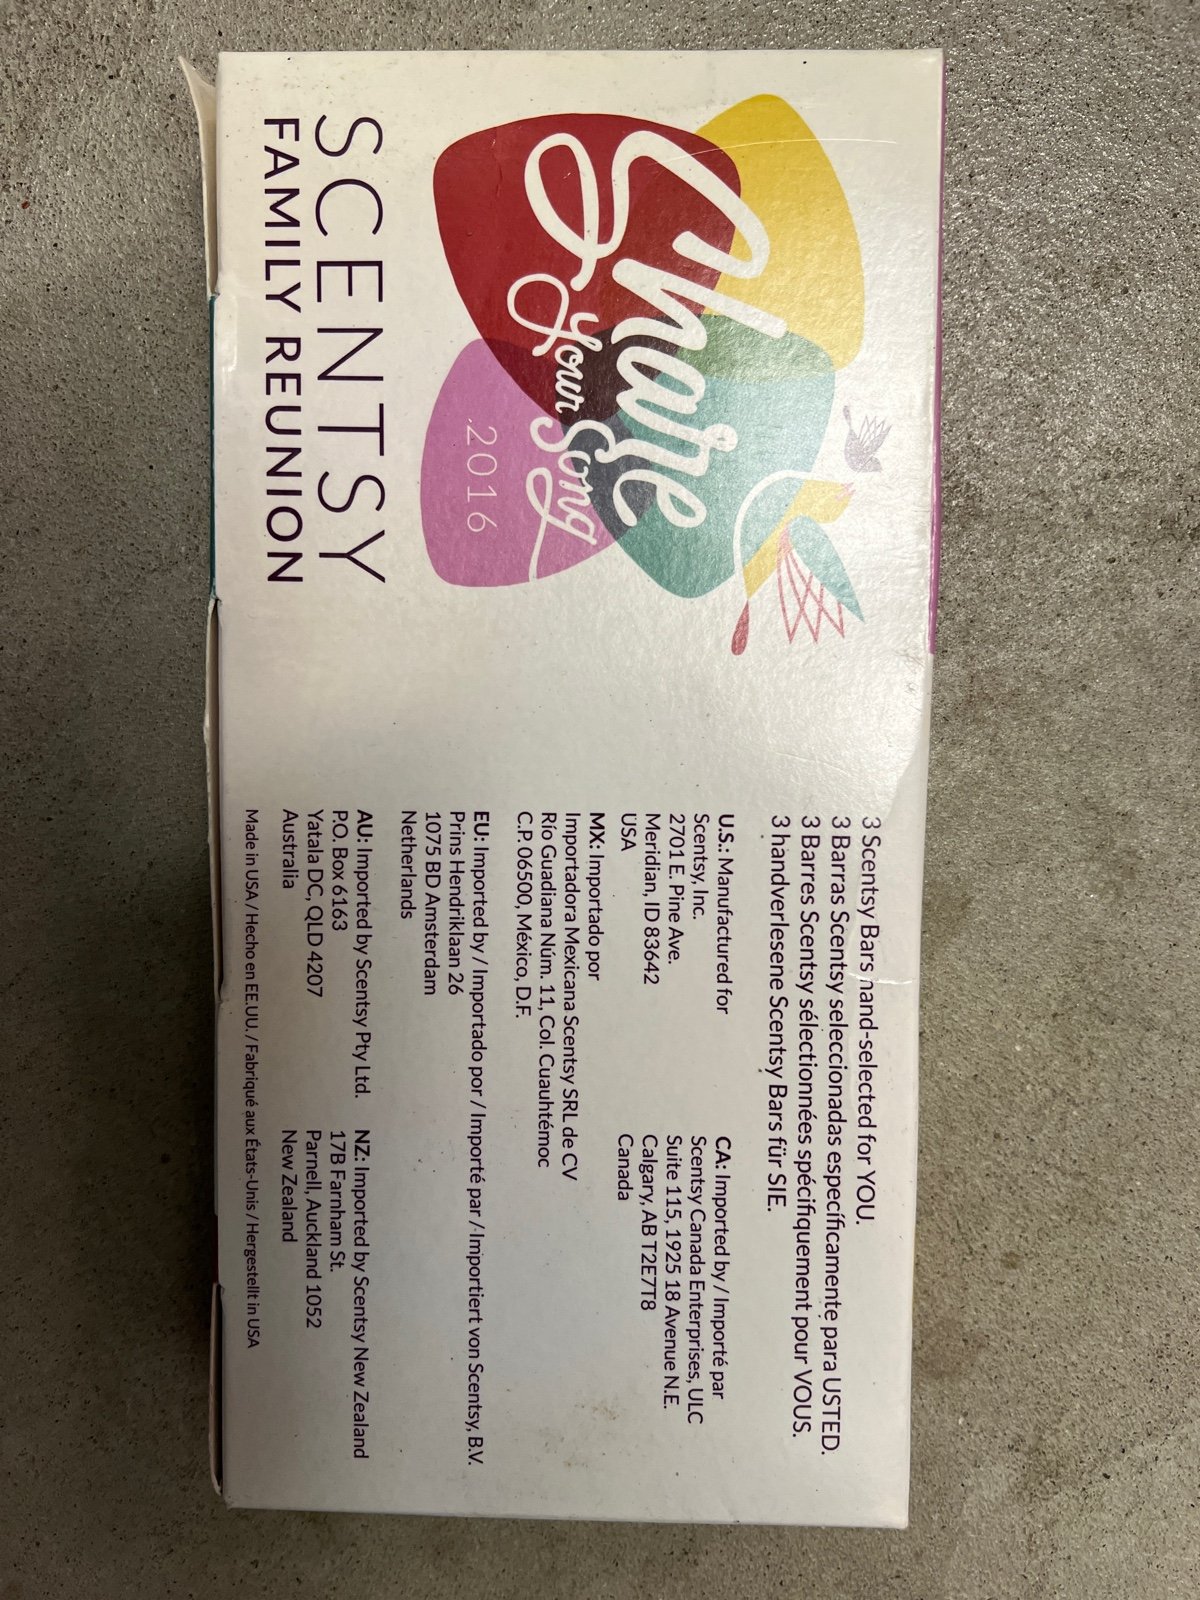 Share
Your Song
2016
SCENTSY
FAMILY REUNION
3 Scentsy Bars hand-selected for YOU.
3 Barras Scentsy seleccionadas específicamente para USTED.
3 Barres Scentsy sélectionnées spécifiquement pour VOUS.
3 handverlesene Scentsy Bars für SIE.
U.S.: Manufactured for
Scentsy, Inc.
2701 E. Pine Ave.
Meridian, ID 83642
USA
CA: Imported by / Importé par
Scentsy Canada Enterprises, ULC
Suite 115, 1925 18 Avenue N.E.
Calgary, AB T2E7T8
Canada
MX: Importado por
Importadora Mexicana Scentsy SRL de CV
Río Guadiana Núm. 11, Col. Cuauhtémoc
C.P. 06500, México, D.F.
EU: Imported by / Importado por / Importé par / Importiert von Scentsy, B.V.
Prins Hendriklaan 26
1075 BD Amsterdam
Netherlands
AU: Imported by Scentsy Pty Ltd.
P.O. Box 6163
Yatala DC, QLD 4207
Australia
NZ: Imported by Scentsy New Zealand
17B Farnham St.
Parnell, Auckland 1052
New Zealand
Made in USA / Hecho en EE.UU. / Fabriqué aux États-Unis / Hergestellt in USA